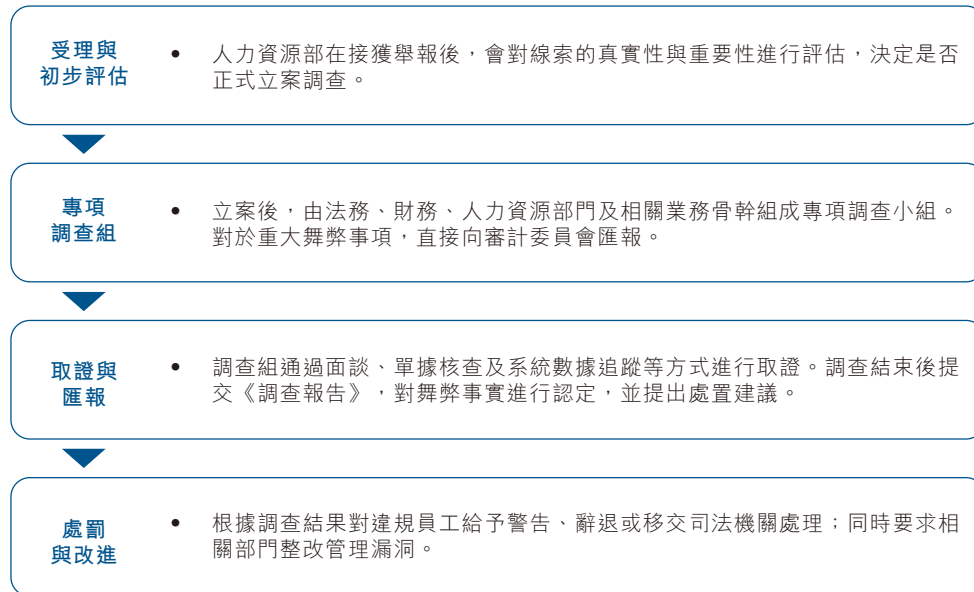 受理與
初步評估
• 人力資源部在接獲舉報後，會對線索的真實性與重要性進行評估，決定是否
正式立案調查。
專項
調查組
• 立案後，由法務、財務、人力資源部門及相關業務骨幹組成專項調查小組。
對於重大舞弊事項，直接向審計委員會匯報。
取證與
匯報
• 調查組通過面談、單據核查及系統數據追蹤等方式進行取證。調查結束後提
交《調查報告》，對舞弊事實進行認定，並提出處置建議。
處罰
與改進
• 根據調查結果對違規員工給予警告、辭退或移交司法機關處理；同時要求相
關部門整改管理漏洞。